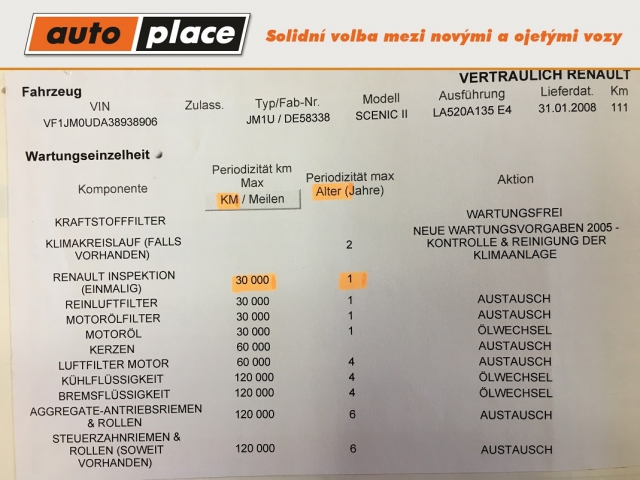 auto place
Solidní volba mezi novými a ojetými vozy
VERTRAULICH RENAULT
Fahrzeug
VIN Zulass. Typ/Fab-Nr. Modell Ausführung Lieferdat. Km
VF1JM0UDA38938906 JM1U / DE58338 SCENIC II LA520A135 E4 31.01.2008 111
Wartungseinzelheit
Komponente Periodizität km Max KM / Meilen Periodizität max Alter (Jahre) Aktion
KRAFTSTOFFFILTER WARTUNGSFREI
KLIMAKREISLAUF (FALLS VORHANDEN) 2 NEUE WARTUNGSVORGABEN 2005 - KONTROLLE & REINIGUNG DER KLIMAANLAGE
RENAULT INSPEKTION (EINMALIG) 30 000 1
REINLUFTFILTER 30 000 1 AUSTAUSCH
MOTORÖLFILTER 30 000 1 AUSTAUSCH
MOTORÖL 30 000 1 ÖLWECHSEL
KERZEN 60 000 AUSTAUSCH
LUFTFILTER MOTOR 60 000 4 AUSTAUSCH
KÜHLFLÜSSIGKEIT 120 000 4 ÖLWECHSEL
BREMSFLÜSSIGKEIT 120 000 4 ÖLWECHSEL
AGGREGATE-ANTRIEBSRIEMEN & ROLLEN 120 000 6 AUSTAUSCH
STEUERZAHNRIEMEN & ROLLEN (SOWEIT VORHANDEN) 120 000 6 AUSTAUSCH